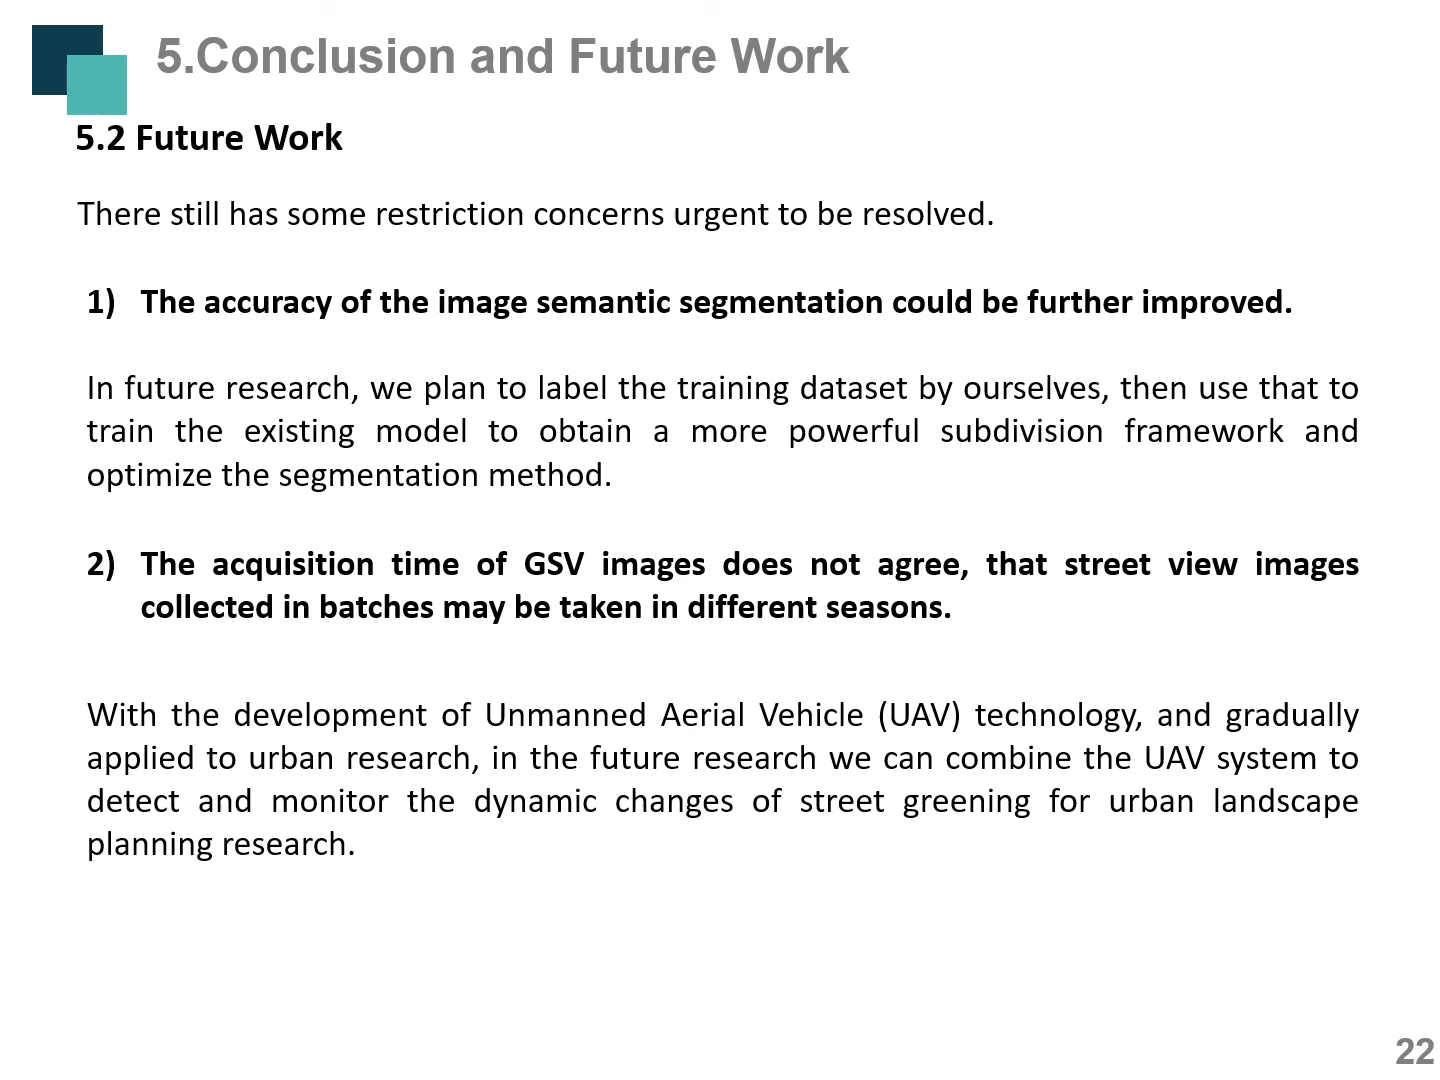 5.Conclusion and Future Work
5.2 Future Work
There still has some restriction concerns urgent to be resolved.
1) The accuracy of the image semantic segmentation could be further improved.
In future research, we plan to label the training dataset by ourselves, then use that to
train the existing model to obtain a more powerful subdivision framework and
optimize the segmentation method.
2) The acquisition time of GSV images does not agree, that street view images
collected in batches may be taken in different seasons.
With the development of Unmanned Aerial Vehicle (UAV) technology, and gradually
applied to urban research, in the future research we can combine the UAV system to
detect and monitor the dynamic changes of street greening for urban landscape
planning research.
22